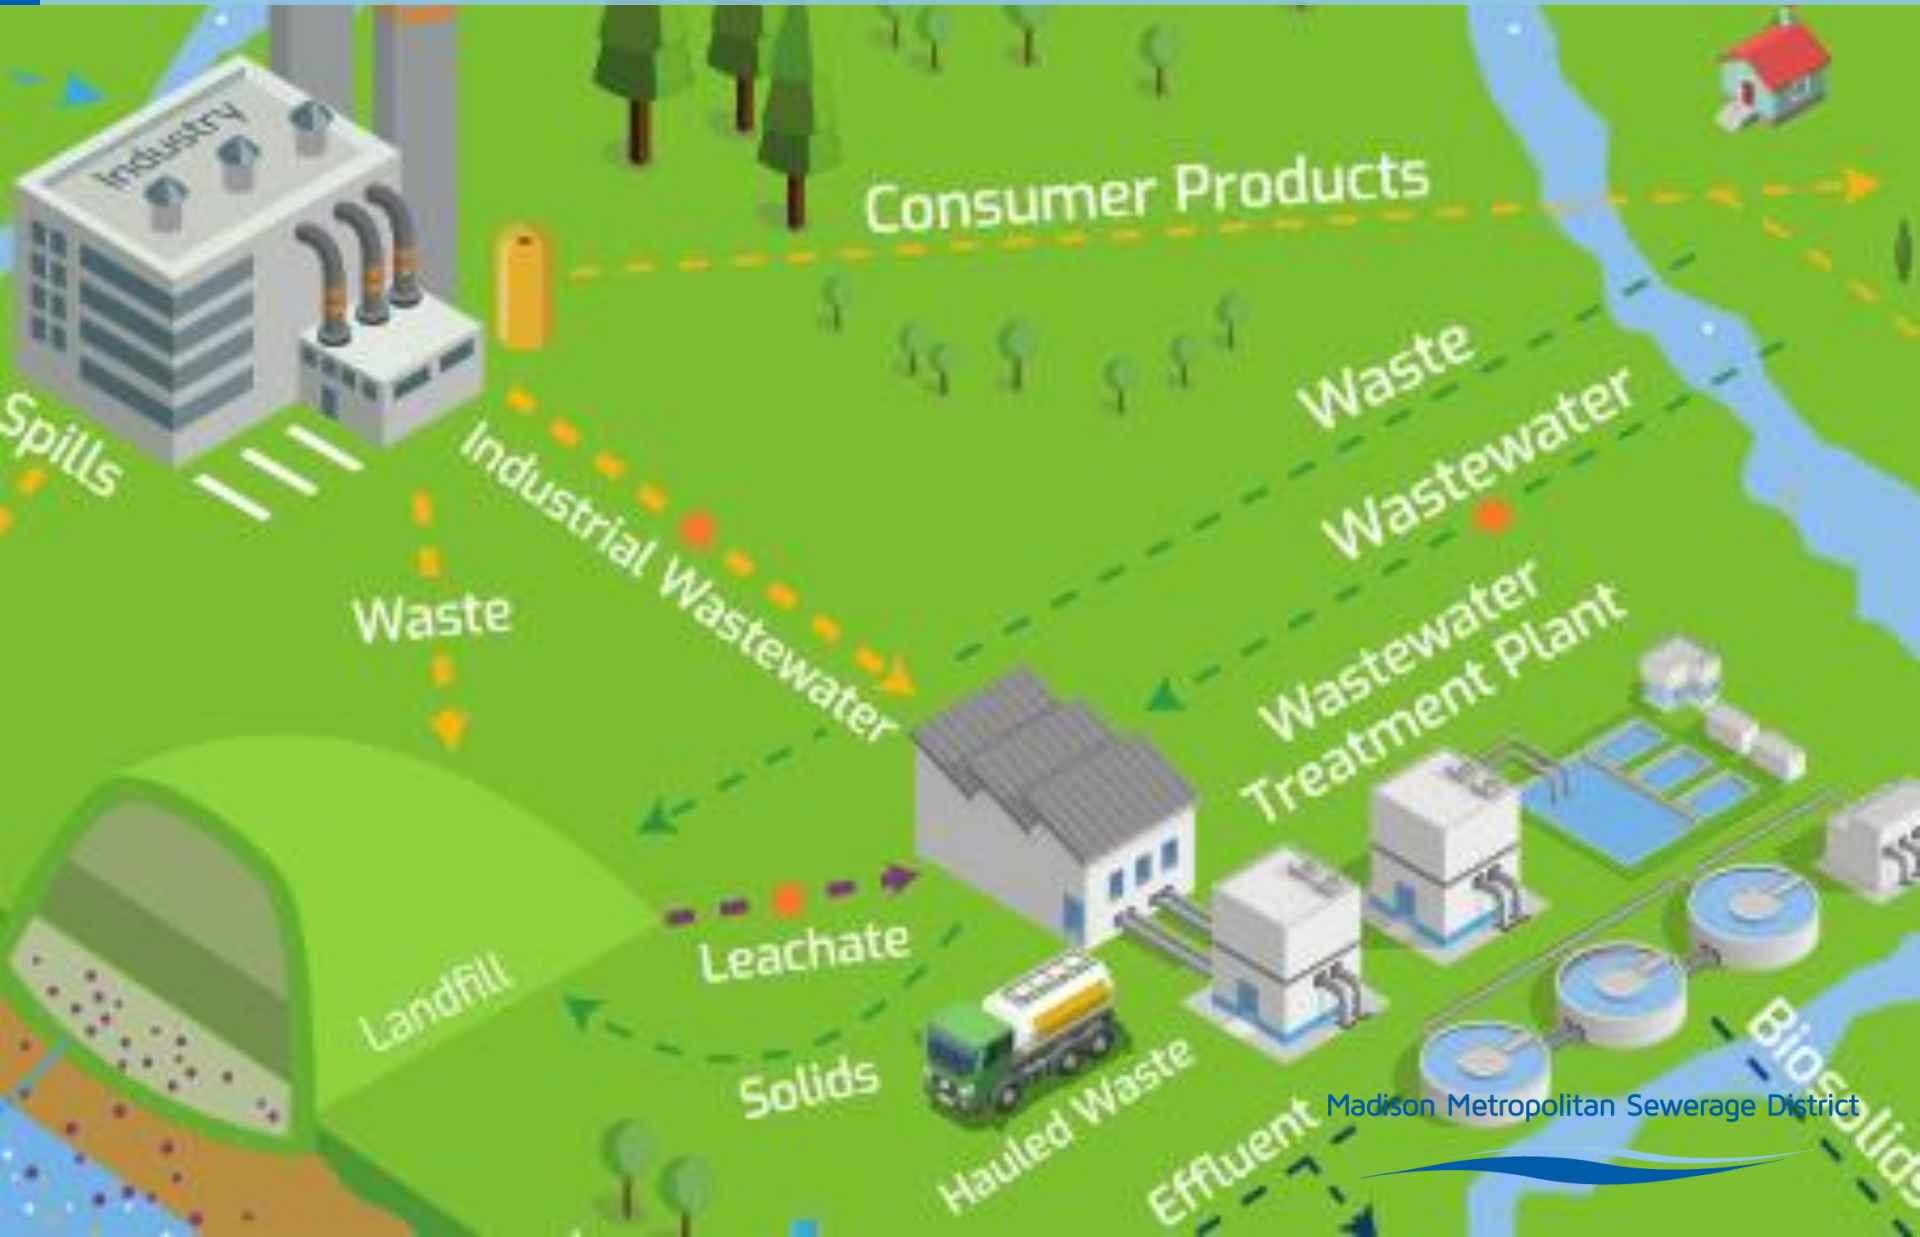 Industry
Consumer Products
Spills
Industrial Wastewater
Waste
Wastewater
Waste
Wastewater
Treatment Plant
Landfill
Leachate
Solids
Hauled Waste
Effluent
Biosolids
Madison Metropolitan Sewerage District